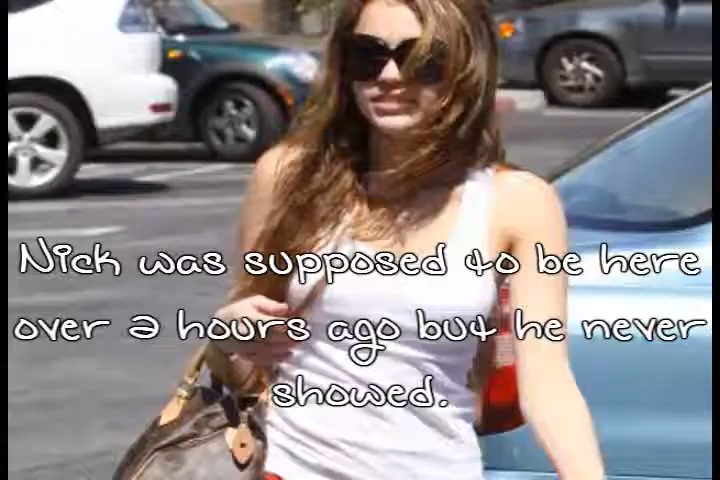 Nick was supposed to be here
over 2 hours ago but he never
showed.